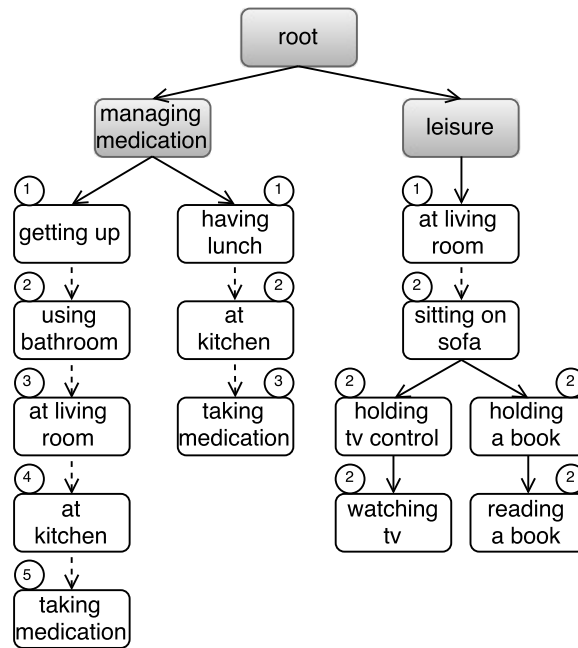 root
managing
medication
leisure
1
getting up
1
having
lunch
1
at living
room
2
using
bathroom
2
at
kitchen
2
sitting on
sofa
3
at living
room
3
taking
medication
2
holding
tv control
2
holding
a book
4
at
kitchen
2
watching
tv
2
reading
a book
5
taking
medication